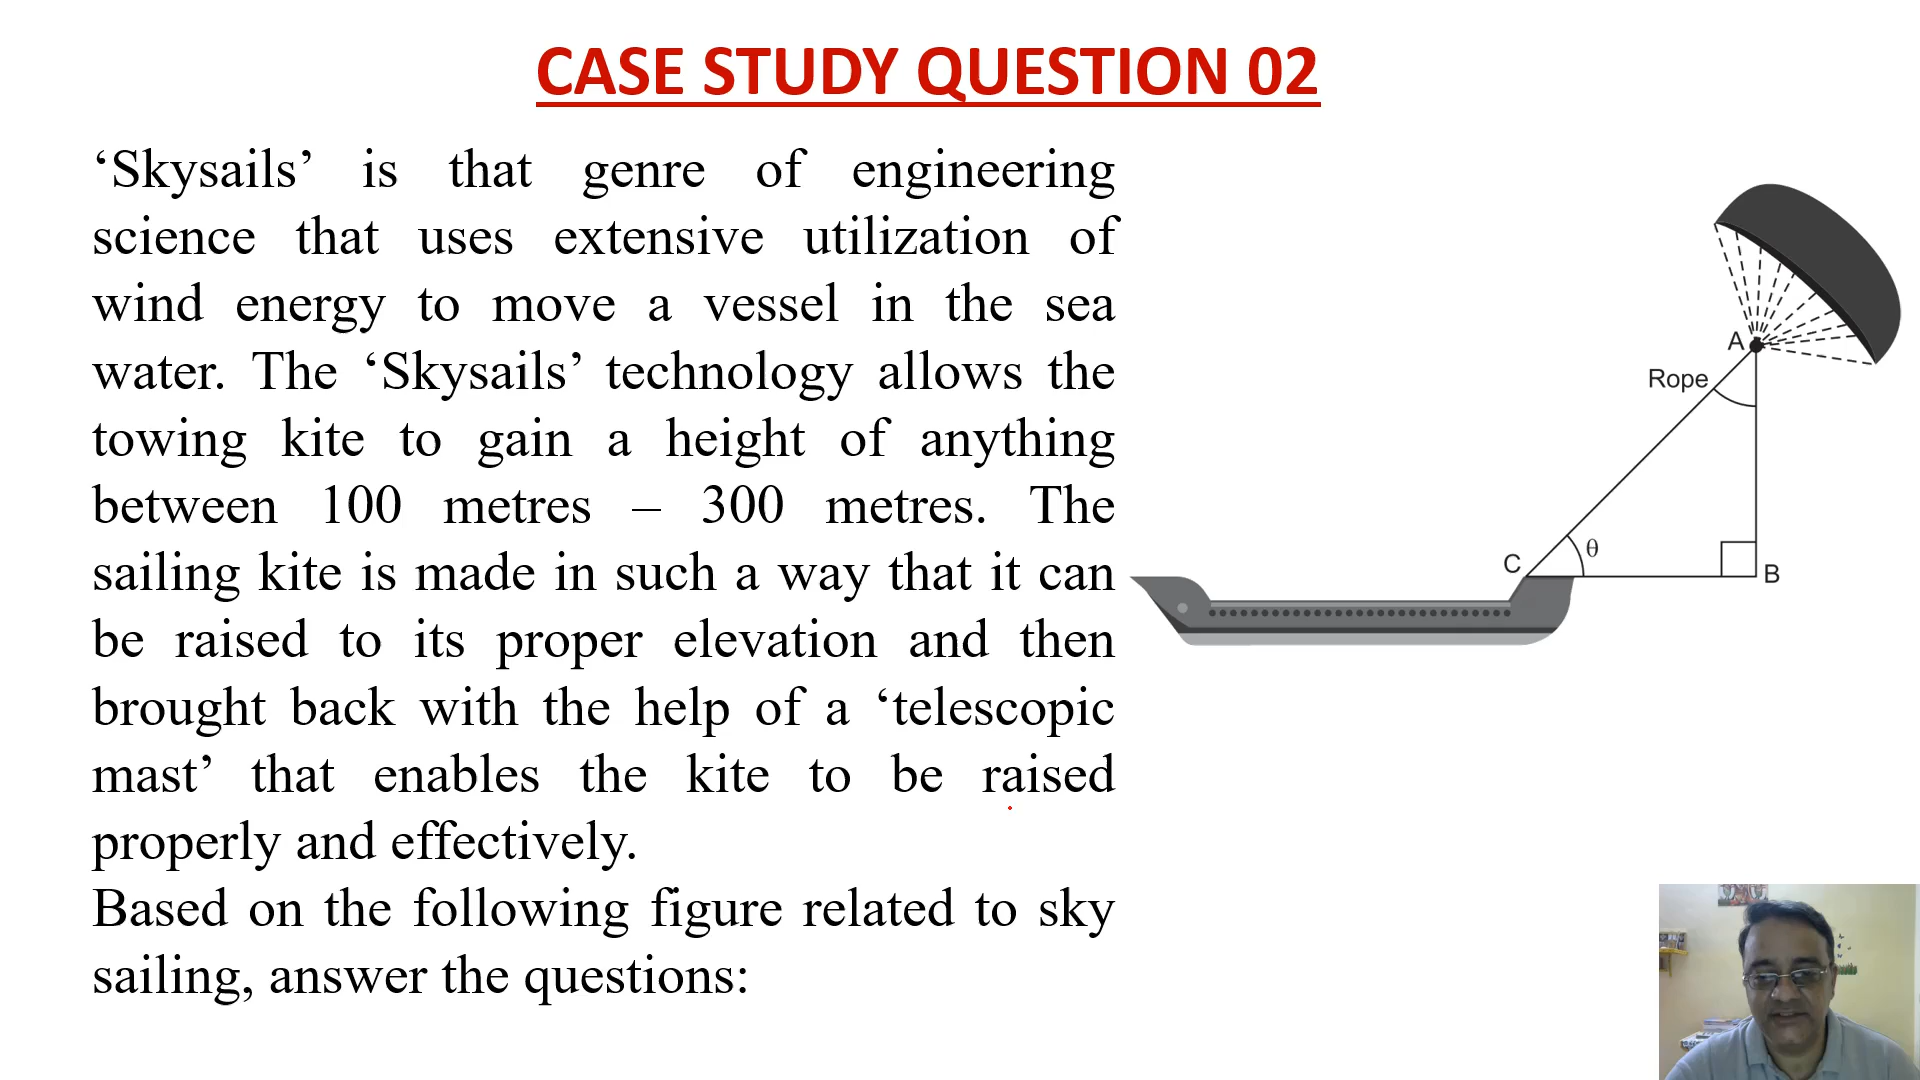 CASE STUDY QUESTION 02
‘Skysails’ is that genre of engineering
science that uses extensive utilization of
wind energy to move a vessel in the sea
water. The ‘Skysails’ technology allows the
towing kite to gain a height of anything
between 100 metres – 300 metres. The
sailing kite is made in such a way that it can
be raised to its proper elevation and then
brought back with the help of a ‘telescopic
mast’ that enables the kite to be raised
properly and effectively.
Based on the following figure related to sky
sailing, answer the questions:
A
Rope
C
θ
B